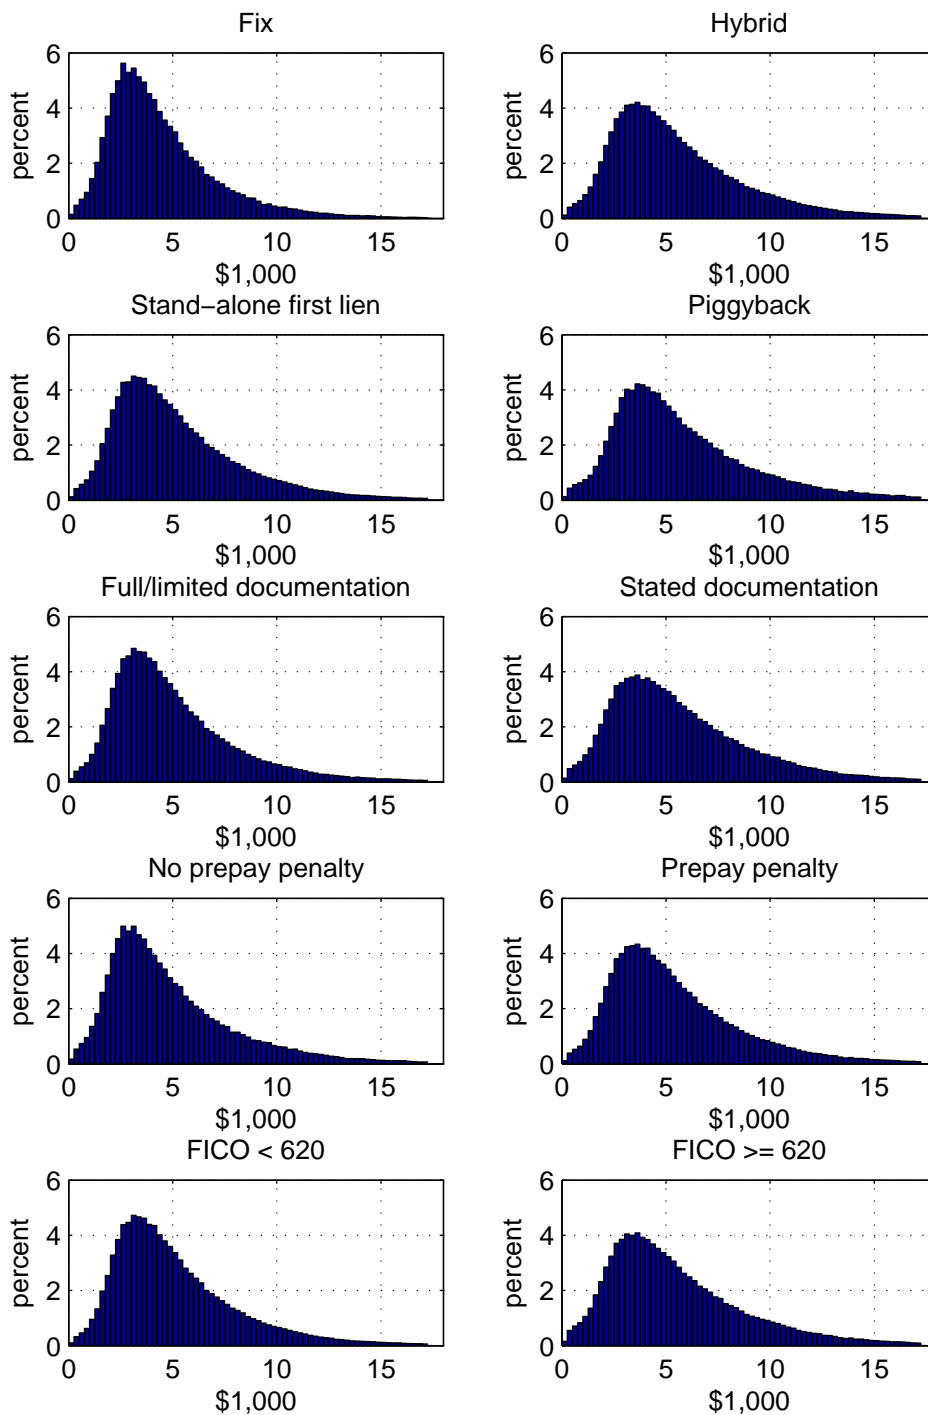 Fix
Hybrid
6
4
2
0
percent
0 5 10 15
$1,000
6
4
2
0
percent
0 5 10 15
$1,000
Stand−alone first lien
Piggyback
6
4
2
0
percent
0 5 10 15
$1,000
6
4
2
0
percent
0 5 10 15
$1,000
Full/limited documentation
Stated documentation
6
4
2
0
percent
0 5 10 15
$1,000
6
4
2
0
percent
0 5 10 15
$1,000
No prepay penalty
Prepay penalty
6
4
2
0
percent
0 5 10 15
$1,000
6
4
2
0
percent
0 5 10 15
$1,000
FICO < 620
FICO >= 620
6
4
2
0
percent
0 5 10 15
$1,000
6
4
2
0
percent
0 5 10 15
$1,000